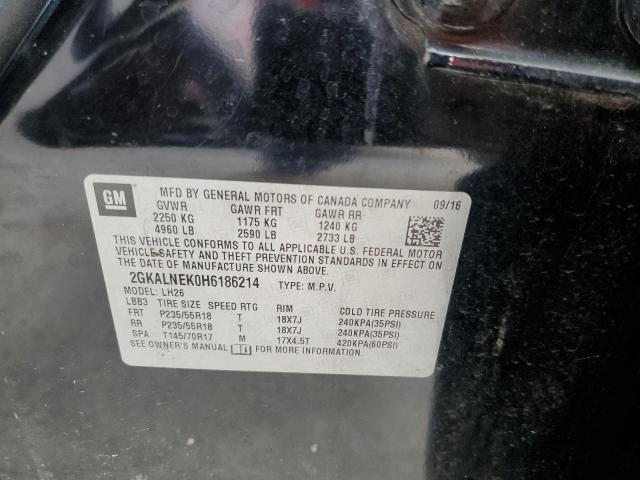 GM
MFD BY GENERAL MOTORS OF CANADA COMPANY
09/16
GVWR GAWR FRT GAWR RR
2250 KG 1175 KG 1240 KG
4960 LB 2590 LB 2733 LB
THIS VEHICLE CONFORMS TO ALL APPLICABLE U.S. FEDERAL MOTOR
VEHICLE SAFETY AND THEFT PREVENTION STANDARDS IN EFFECT ON
THE DATE OF MANUFACTURE SHOWN ABOVE.
2GKALNEK0H6186214 TYPE: M.P.V.
MODEL: LH26
LBB3 TIRE SIZE SPEED RTG RIM COLD TIRE PRESSURE
FRT P235/55R18 T 18X7J 240KPA(35PSI)
RR P235/55R18 T 18X7J 240KPA(35PSI)
SPA T145/70R17 M 17X4.5T 420KPA(60PSI)
SEE OWNER'S MANUAL FOR MORE INFORMATION.